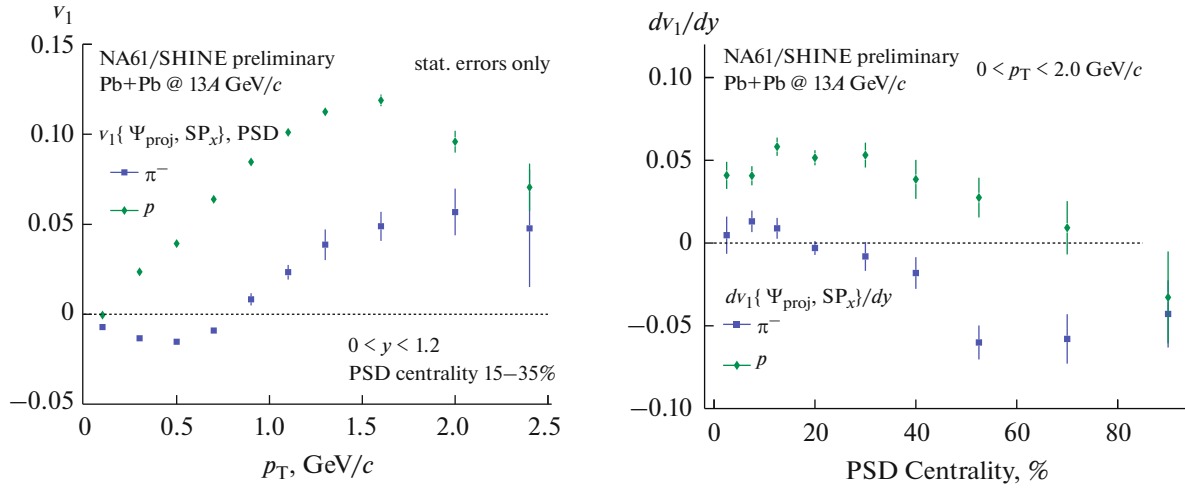 v₁
0.15
NA61/SHINE preliminary
stat. errors only
Pb+Pb @ 13A GeV/c
0.10
v₁{Ψproj, SPx}, PSD
π−
0.05
p
0
0 < y < 1.2
PSD centrality 15–35%
−0.05
0 0.5 1.0 1.5 2.0 2.5
pT, GeV/c
dv₁/dy
NA61/SHINE preliminary
0.10
0 < pT < 2.0 GeV/c
Pb+Pb @ 13A GeV/c
0.05
0
dv₁{Ψproj, SPx}/dy
π−
−0.05
p
−0.10
0 20 40 60 80
PSD Centrality, %